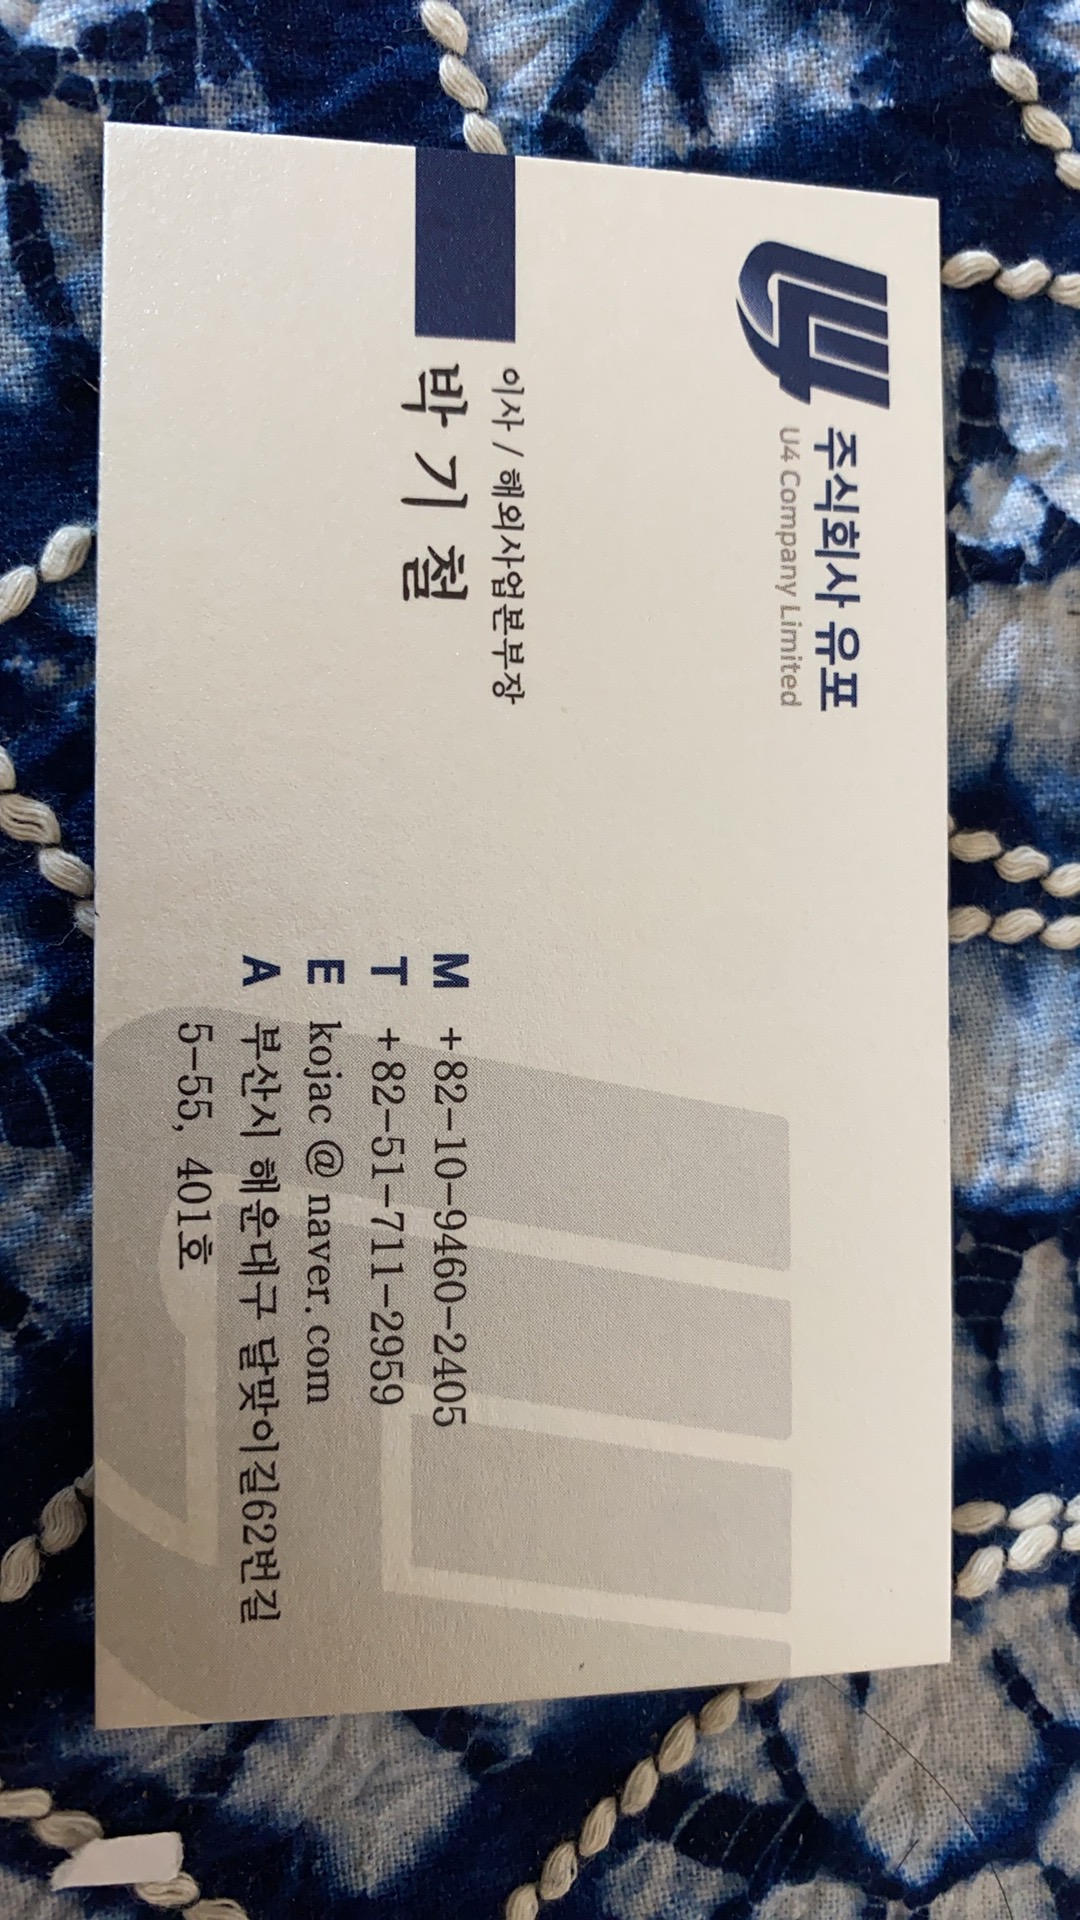 주식회사 유포
U4 Company Limited
이사 / 해외사업본부장
박 기 철
M +82-10-9460-2405
T +82-51-711-2959
E kojac @ naver.com
A 부산시 해운대구 달맞이길62번길
5-55, 401호